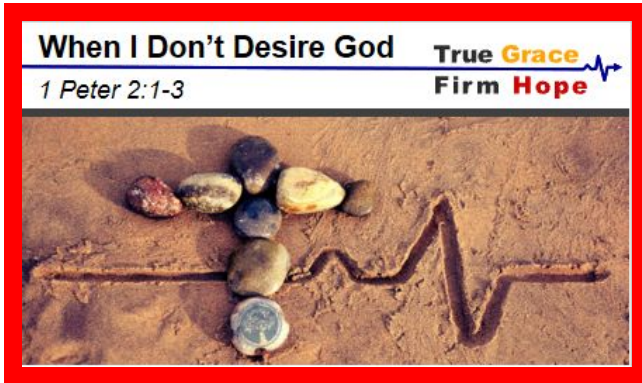 When I Don't Desire God
1 Peter 2:1-3
True Grace
Firm Hope